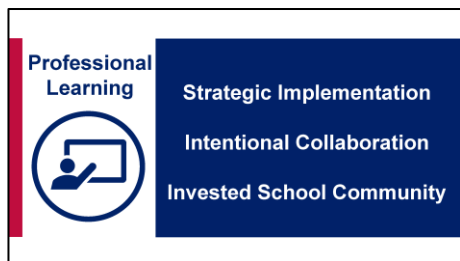 Professional
Learning
Strategic Implementation
Intentional Collaboration
Invested School Community